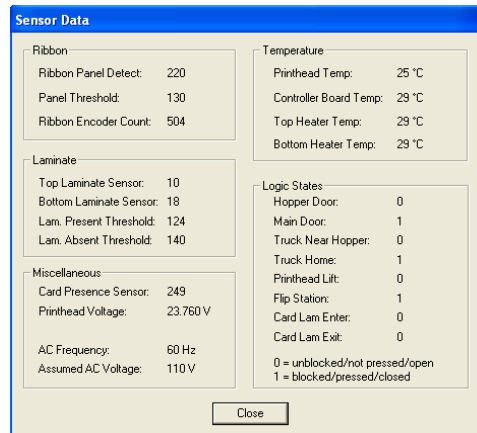 Sensor Data
Ribbon
Ribbon Panel Detect: 220
Panel Threshold: 130
Ribbon Encoder Count: 504
Laminate
Top Laminate Sensor: 10
Bottom Laminate Sensor: 18
Lam. Present Threshold: 124
Lam. Absent Threshold: 140
Miscellaneous
Card Presence Sensor: 249
Printhead Voltage: 23.760 V
AC Frequency: 60 Hz
Assumed AC Voltage: 110 V
Temperature
Printhead Temp: 25 °C
Controller Board Temp: 29 °C
Top Heater Temp: 29 °C
Bottom Heater Temp: 29 °C
Logic States
Hopper Door: 0
Main Door: 1
Truck Near Hopper: 0
Truck Home: 1
Printhead Lift: 0
Flip Station: 1
Card Lam Enter: 0
Card Lam Exit: 0
0 = unblocked/not pressed/open
1 = blocked/pressed/closed
Close